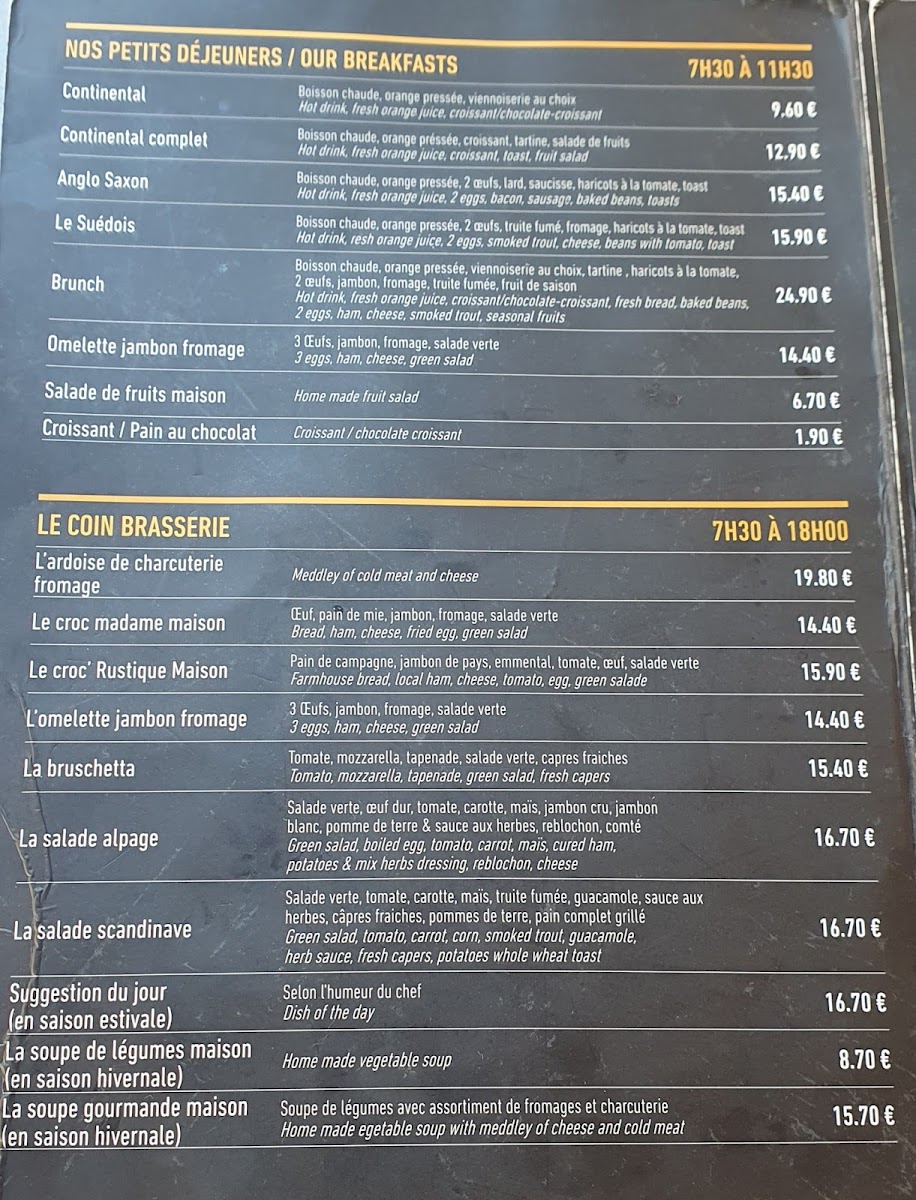 NOS PETITS DÉJEUNERS / OUR BREAKFASTS 7H30 À 11H30
Continental
Boisson chaude, orange pressée, viennoiserie au choix
Hot drink, fresh orange juice, croissant/chocolate-croissant
9.60 €
Continental complet
Boisson chaude, orange préssée, croissant, tartine, salade de fruits
Hot drink, fresh orange juice, croissant, toast, fruit salad
12.90 €
Anglo Saxon
Boisson chaude, orange pressée, 2 œufs, lard, saucisse, haricots à la tomate, toast
Hot drink, fresh orange juice, 2 eggs, bacon, sausage, baked beans, toasts
15.40 €
Le Suédois
Boisson chaude, orange pressée, 2 œufs, truite fumé, fromage, haricots à la tomate, toast
Hot drink, resh orange juice, 2 eggs, smoked trout, cheese, beans with tomato, toast
15.90 €
Brunch
Boisson chaude, orange pressée, viennoiserie au choix, tartine , haricots à la tomate,
2 œufs, jambon, fromage, truite fumée, fruit de saison
Hot drink, fresh orange juice, croissant/chocolate-croissant, fresh bread, baked beans,
2 eggs, ham, cheese, smoked trout, seasonal fruits
24.90 €
Omelette jambon fromage
3 Œufs, jambon, fromage, salade verte
3 eggs, ham, cheese, green salad
14.40 €
Salade de fruits maison
Home made fruit salad
6.70 €
Croissant / Pain au chocolat
Croissant / chocolate croissant
1.90 €
LE COIN BRASSERIE 7H30 À 18H00
L'ardoise de charcuterie
fromage
Meddley of cold meat and cheese
19.80 €
Le croc madame maison
Œuf, pain de mie, jambon, fromage, salade verte
Bread, ham, cheese, fried egg, green salad
14.40 €
Le croc' Rustique Maison
Pain de campagne, jambon de pays, emmental, tomate, œuf, salade verte
Farmhouse bread, local ham, cheese, tomato, egg, green salade
15.90 €
L'omelette jambon fromage
3 Œufs, jambon, fromage, salade verte
3 eggs, ham, cheese, green salad
14.40 €
La bruschetta
Tomate, mozzarella, tapenade, salade verte, capres fraiches
Tomato, mozzarella, tapenade, green salad, fresh capers
15.40 €
La salade alpage
Salade verte, œuf dur, tomate, carotte, maïs, jambon cru, jambon
blanc, pomme de terre & sauce aux herbes, reblochon, comté
Green salad, boiled egg, tomato, carrot, maïs, cured ham,
potatoes & mix herbs dressing, reblochon, cheese
16.70 €
La salade scandinave
Salade verte, tomate, carotte, maïs, truite fumée, guacamole, sauce aux
herbes, câpres fraiches, pommes de terre, pain complet grillé
Green salad, tomato, carrot, corn, smoked trout, guacamole,
herb sauce, fresh capers, potatoes whole wheat toast
16.70 €
Suggestion du jour
(en saison estivale)
Selon l'humeur du chef
Dish of the day
16.70 €
La soupe de légumes maison
(en saison hivernale)
Home made vegetable soup
8.70 €
La soupe gourmande maison
(en saison hivernale)
Soupe de légumes avec assortiment de fromages et charcuterie
Home made egetable soup with meddley of cheese and cold meat
15.70 €